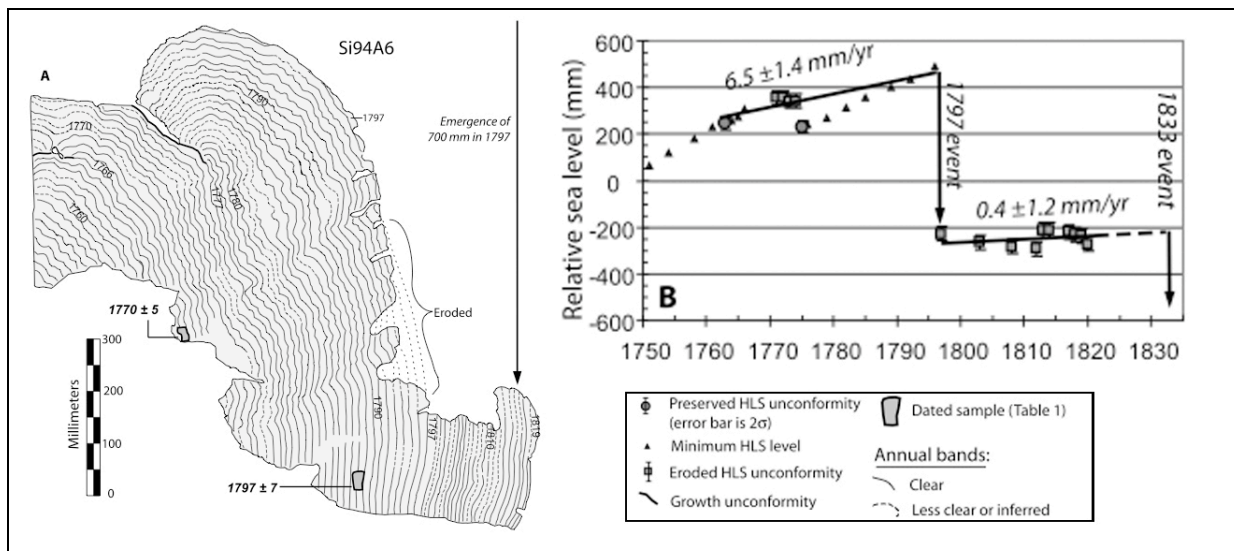 A
Si94A6
Emergence of
700 mm in 1797
1790
1797
1770
1766
1760
1777
1780
Eroded
1770 ± 5
300
200
100
0
Millimeters
1790
1797
1810
1819
1797 ± 7
Relative sea level (mm)
600
400
200
0
-200
-400
-600
6.5 ±1.4 mm/yr
1797 event
1833 event
0.4 ±1.2 mm/yr
B
1750 1760 1770 1780 1790 1800 1810 1820 1830
Preserved HLS unconformity
(error bar is 2σ)
Minimum HLS level
Eroded HLS unconformity
Growth unconformity
Dated sample (Table 1)
Annual bands:
Clear
Less clear or inferred